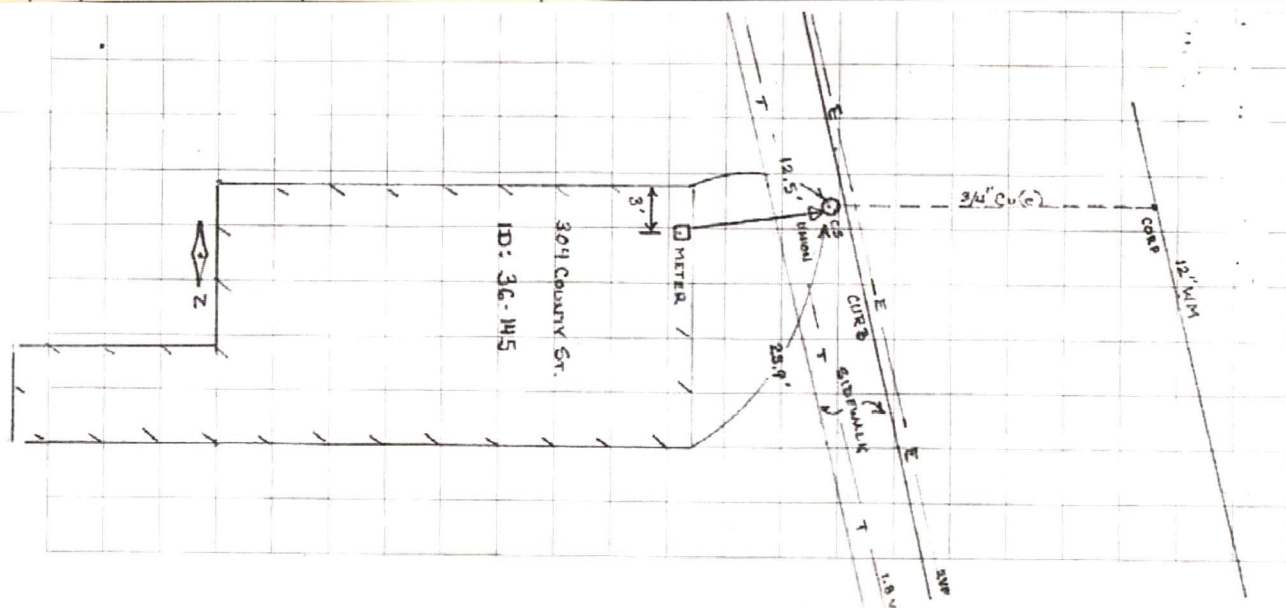 304 COUNTY ST.
ID: 36-145
3'
METER
12.5'
CS
UNION
25.9'
T
T
T
E
E
E
CURB
SIDEWALK
3/4" Cu(c)
CORP
12" WM
N